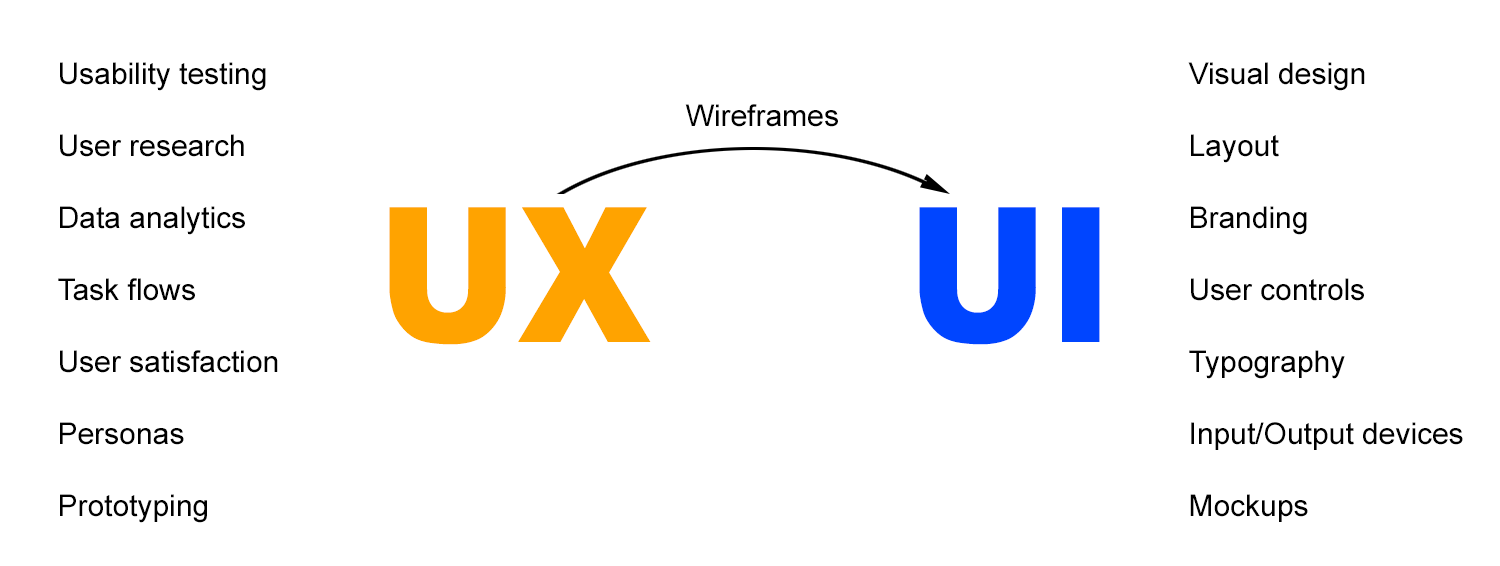 Usability testing
User research
Data analytics
Task flows
User satisfaction
Personas
Prototyping
Wireframes
UX
UI
Visual design
Layout
Branding
User controls
Typography
Input/Output devices
Mockups